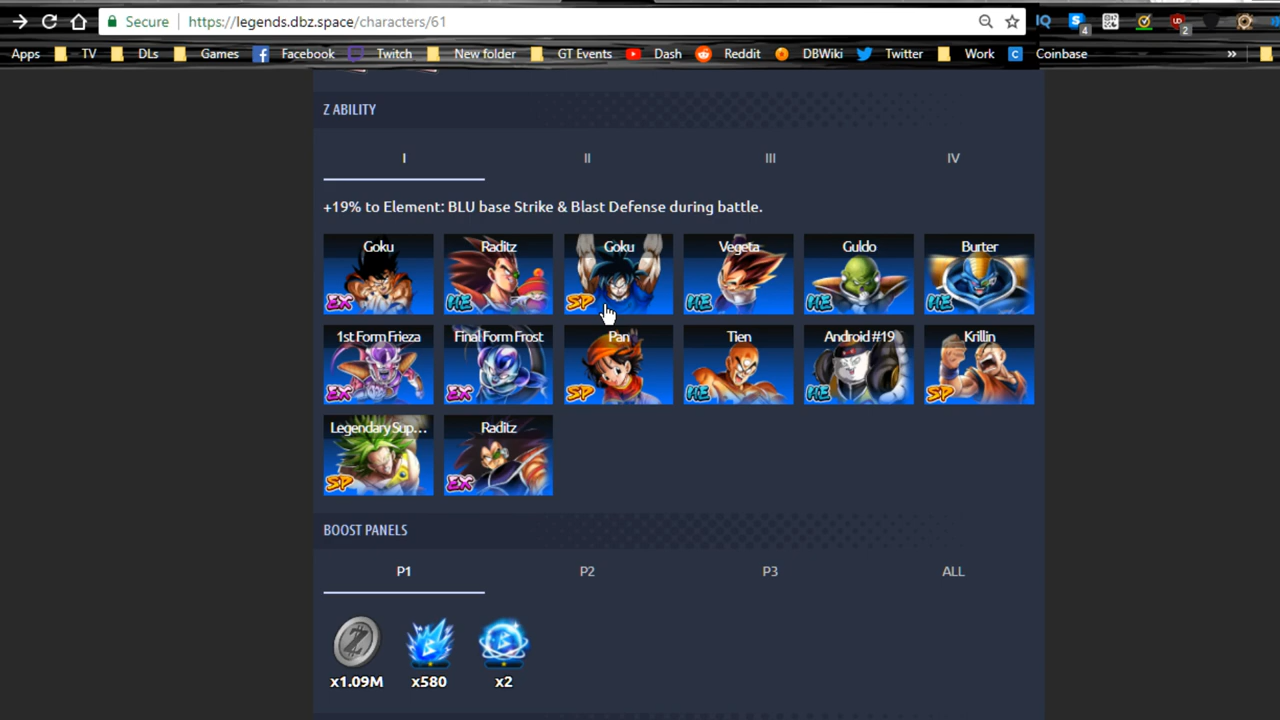 Secure https://legends.dbz.space/characters/61
IQ 4 UD 2
Apps TV DLs Games Facebook Twitch New folder GT Events Dash Reddit DBWiki Twitter Work C Coinbase »
Z ABILITY
I II III IV
+19% to Element: BLU base Strike & Blast Defense during battle.
Goku Raditz Goku Vegeta Guldo Burter
EX HE SP HE HE HE
1st Form Frieza Final Form Frost Pan Tien Android #19 Krillin
EX EX SP HE HE SP
Legendary Sup... Raditz
SP EX
BOOST PANELS
P1 P2 P3 ALL
Z
x1.09M x580 x2